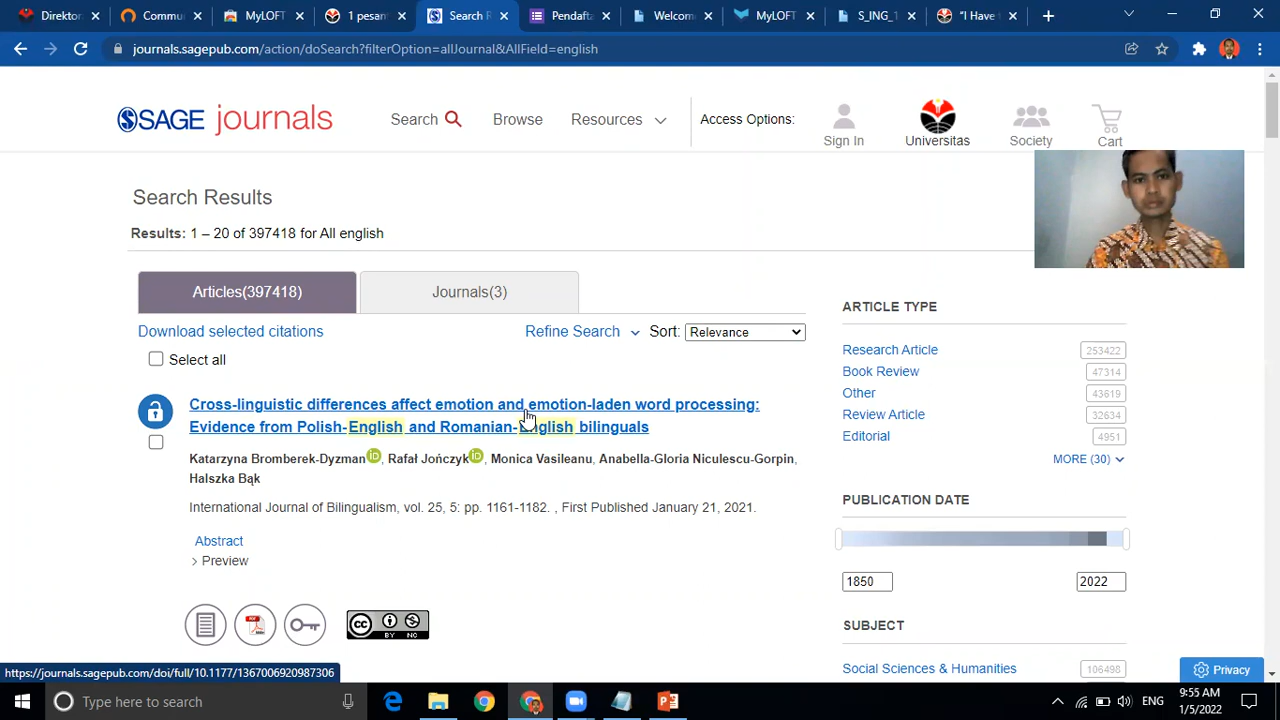 Direktor
Commu
MyLOFT
1 pesan
Search R
Pendafta
Welcome
MyLOFT
S_ING_1
"I Have
journals.sagepub.com/action/doSearch?filterOption=allJournal&AllField=english
SAGE journals
Search
Browse
Resources
Access Options:
Sign In
Universitas
Society
Cart
Search Results
Results: 1 – 20 of 397418 for All english
Articles(397418)
Journals(3)
Download selected citations
Refine Search
Sort:
Relevance
Select all
Cross-linguistic differences affect emotion and emotion-laden word processing:
Evidence from Polish-English and Romanian-English bilinguals
Katarzyna Bromberek-Dyzman iD, Rafał Jończyk iD, Monica Vasileanu, Anabella-Gloria Niculescu-Gorpin,
Halszka Bąk
International Journal of Bilingualism, vol. 25, 5: pp. 1161-1182. , First Published January 21, 2021.
Abstract
> Preview
PDF
CC BY NC
ARTICLE TYPE
Research Article 253422
Book Review 47314
Other 43619
Review Article 32634
Editorial 4951
MORE (30)
PUBLICATION DATE
1850 2022
SUBJECT
Social Sciences & Humanities 106498
Privacy
https://journals.sagepub.com/doi/full/10.1177/1367006920987306
Type here to search
ENG
9:55 AM
1/5/2022